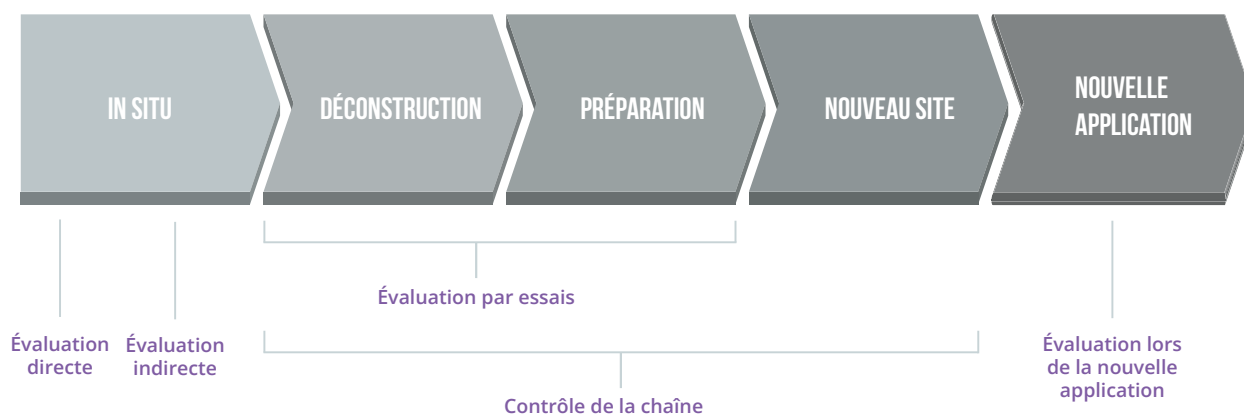 IN SITU
DÉCONSTRUCTION
PRÉPARATION
NOUVEAU SITE
NOUVELLE
APPLICATION
Évaluation par essais
Évaluation
directe
Évaluation
indirecte
Évaluation lors
de la nouvelle
application
Contrôle de la chaîne